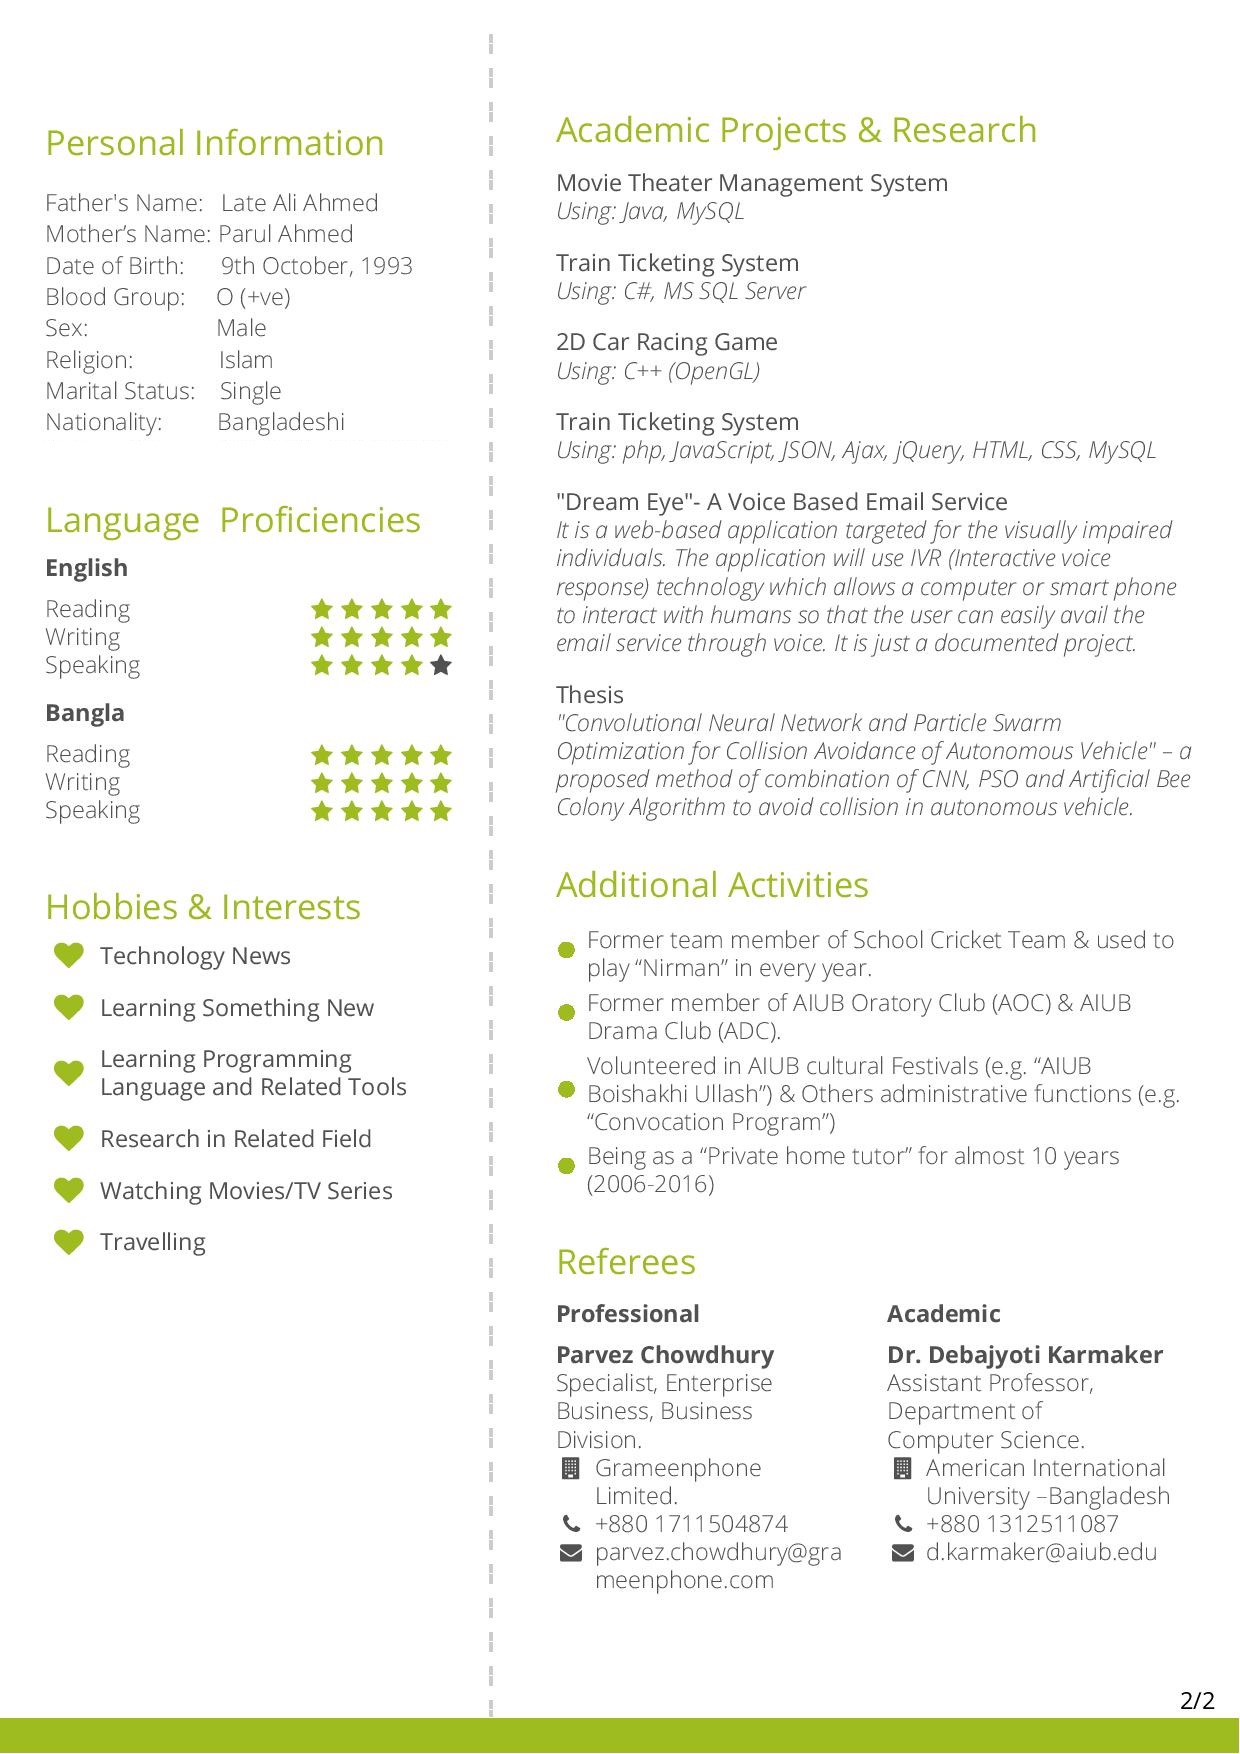 Personal Information
Father's Name: Late Ali Ahmed
Mother’s Name: Parul Ahmed
Date of Birth: 9th October, 1993
Blood Group: O (+ve)
Sex: Male
Religion: Islam
Marital Status: Single
Nationality: Bangladeshi
Language Proficiencies
English
Reading
Writing
Speaking
Bangla
Reading
Writing
Speaking
Hobbies & Interests
Technology News
Learning Something New
Learning Programming
Language and Related Tools
Research in Related Field
Watching Movies/TV Series
Travelling
Academic Projects & Research
Movie Theater Management System
Using: Java, MySQL
Train Ticketing System
Using: C#, MS SQL Server
2D Car Racing Game
Using: C++ (OpenGL)
Train Ticketing System
Using: php, JavaScript, JSON, Ajax, jQuery, HTML, CSS, MySQL
"Dream Eye"- A Voice Based Email Service
It is a web-based application targeted for the visually impaired
individuals. The application will use IVR (Interactive voice
response) technology which allows a computer or smart phone
to interact with humans so that the user can easily avail the
email service through voice. It is just a documented project.
Thesis
"Convolutional Neural Network and Particle Swarm
Optimization for Collision Avoidance of Autonomous Vehicle" – a
proposed method of combination of CNN, PSO and Artificial Bee
Colony Algorithm to avoid collision in autonomous vehicle.
Additional Activities
Former team member of School Cricket Team & used to
play “Nirman” in every year.
Former member of AIUB Oratory Club (AOC) & AIUB
Drama Club (ADC).
Volunteered in AIUB cultural Festivals (e.g. “AIUB
Boishakhi Ullash”) & Others administrative functions (e.g.
“Convocation Program”)
Being as a “Private home tutor” for almost 10 years
(2006-2016)
Referees
Professional
Parvez Chowdhury
Specialist, Enterprise
Business, Business
Division.
Grameenphone
Limited.
+880 1711504874
parvez.chowdhury@gra
meenphone.com
Academic
Dr. Debajyoti Karmaker
Assistant Professor,
Department of
Computer Science.
American International
University –Bangladesh
+880 1312511087
d.karmaker@aiub.edu
2/2